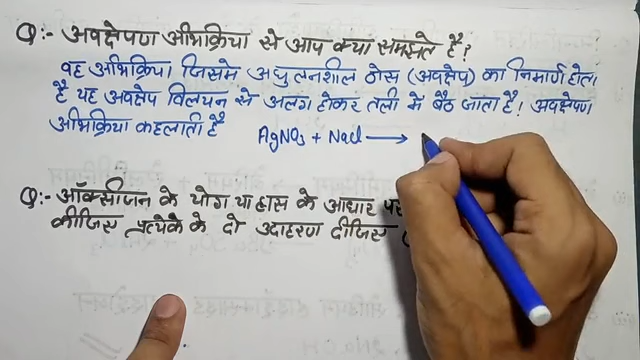 Q:- अवक्षेपण अभिक्रिया से आप क्या समझते हैं?
वह अभिक्रिया जिसमे अघुलनशील ठोस (अवक्षेप) का निमार्ण होता
है यह अवक्षेप विलयन से अलग होकर तली मे बैठ जाता है! अवक्षेपण
अभिक्रिया कहलाती है
AgNO3 + Nacl →
Q:- ऑक्सीजन के योग या ह्रास के आधार पर
कीजिस प्रत्येके के दो उदाहरण दीजिस (